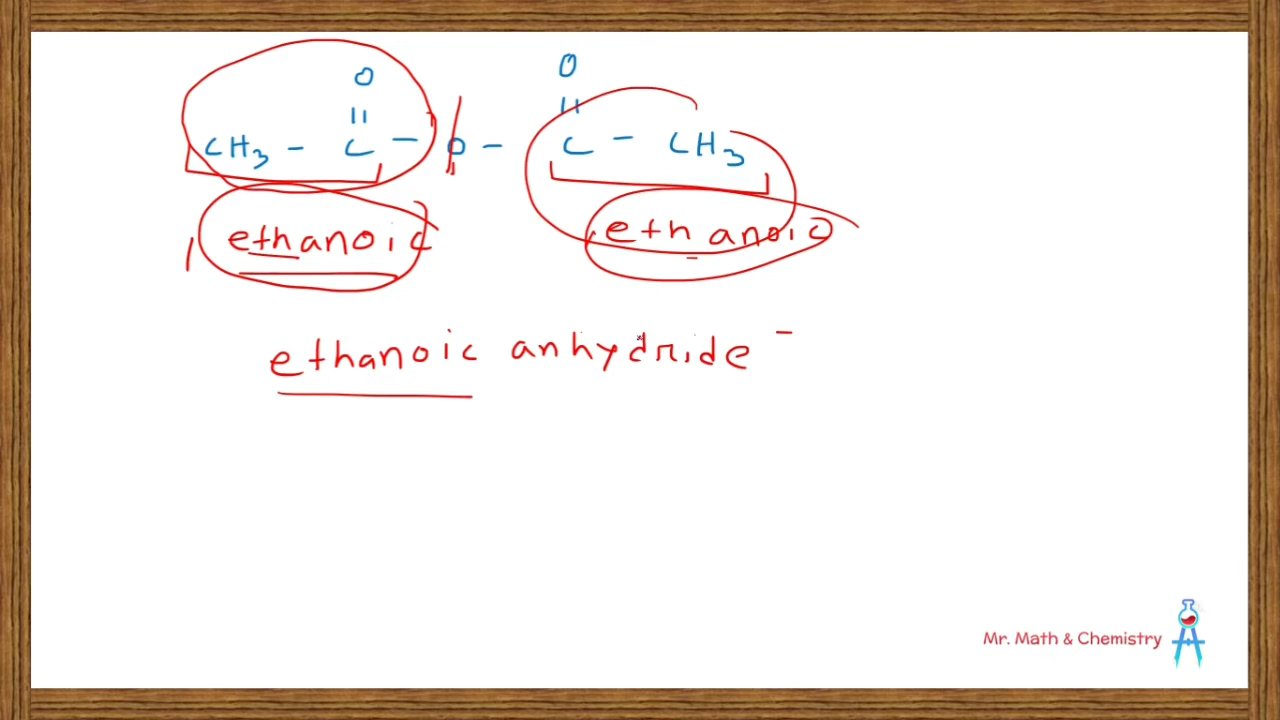 O O
|| ||
CH3 - C - O - C - CH3
ethanoic ethanoic
ethanoic anhydride
Mr. Math & Chemistry